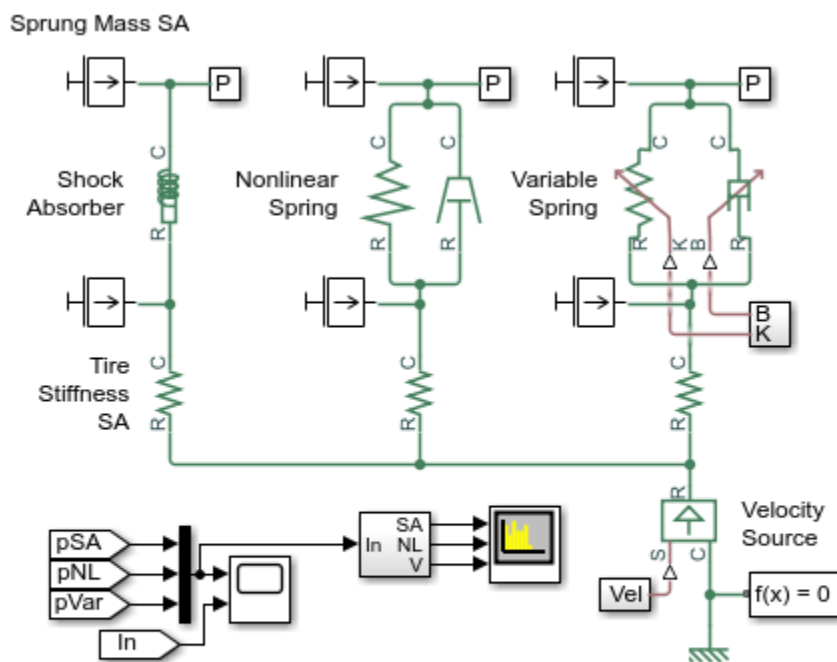 Sprung Mass SA
P
P
P
C
C
C
C
C
Shock
Absorber
Nonlinear
Spring
Variable
Spring
R
R
R
R
K
B
R
B
K
Tire
Stiffness
SA
C
C
C
R
R
R
R
Velocity
Source
S
C
pSA
pNL
pVar
In
In
SA
NL
V
Vel
f(x) = 0